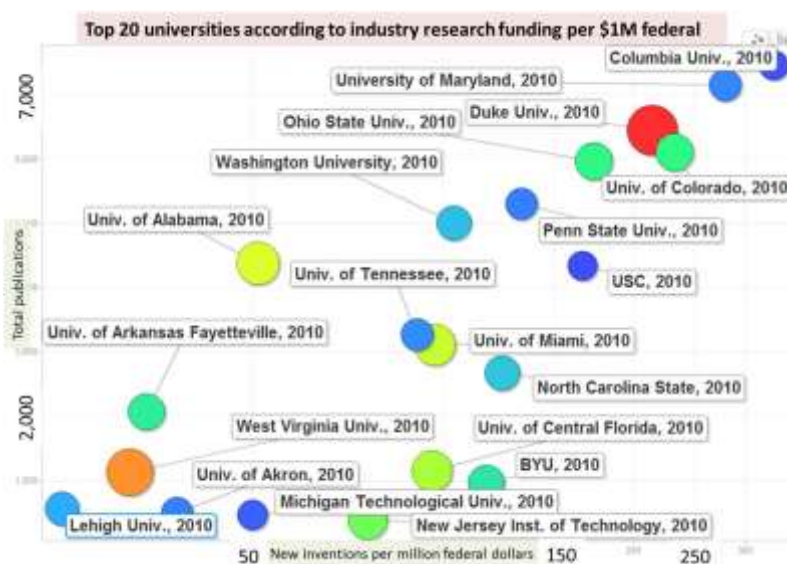 Top 20 universities according to industry research funding per $1M federal
Columbia Univ., 2010
University of Maryland, 2010
7,000
Duke Univ., 2010
Ohio State Univ., 2010
Washington University, 2010
Univ. of Colorado, 2010
Univ. of Alabama, 2010
Penn State Univ., 2010
Total publications
Univ. of Tennessee, 2010
USC, 2010
Univ. of Arkansas Fayetteville, 2010
Univ. of Miami, 2010
North Carolina State, 2010
2,000
West Virginia Univ., 2010
Univ. of Central Florida, 2010
Univ. of Akron, 2010
BYU, 2010
Michigan Technological Univ., 2010
Lehigh Univ., 2010
New Jersey Inst. of Technology, 2010
50
New inventions per million federal dollars
150
250